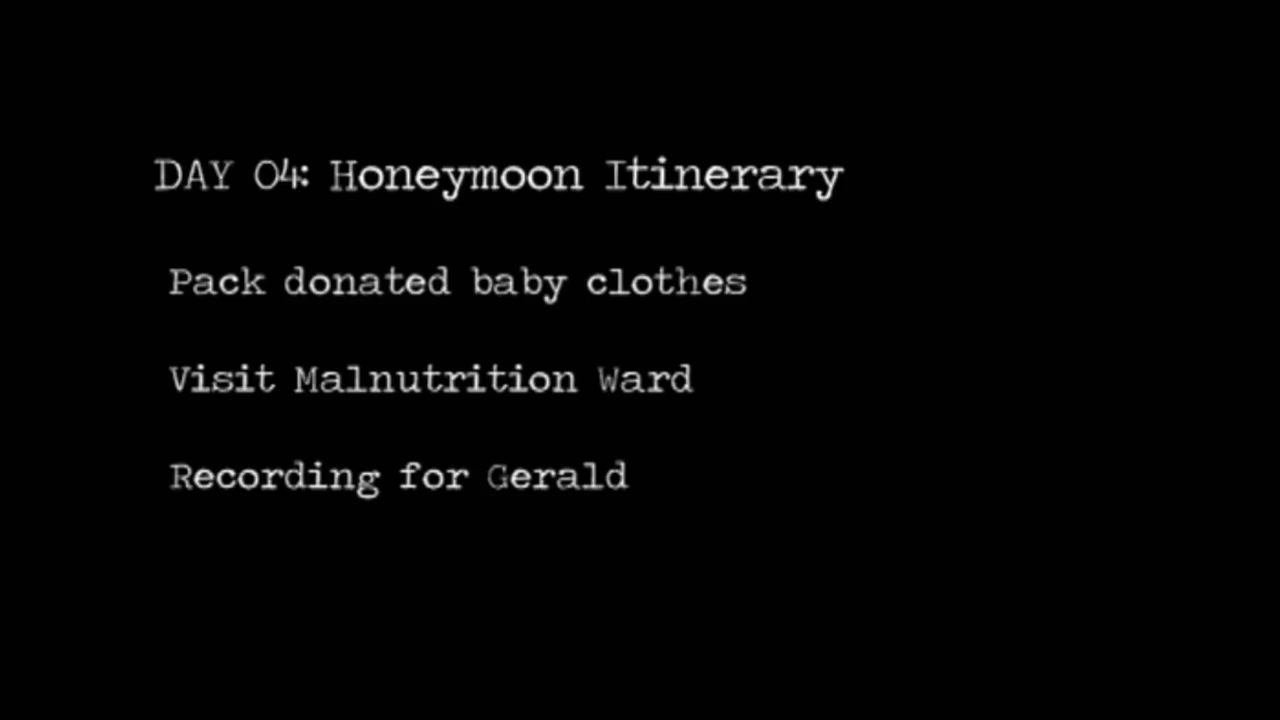 DAY 04: Honeymoon Itinerary
Pack donated baby clothes
Visit Malnutrition Ward
Recording for Gerald